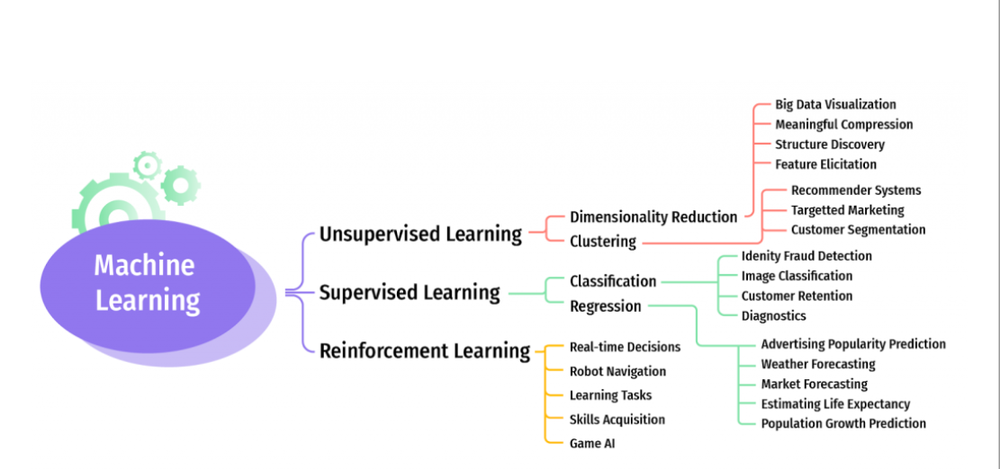 Machine
Learning
Unsupervised Learning
Dimensionality Reduction
Big Data Visualization
Meaningful Compression
Structure Discovery
Feature Elicitation
Clustering
Recommender Systems
Targetted Marketing
Customer Segmentation
Supervised Learning
Classification
Idenity Fraud Detection
Image Classification
Customer Retention
Diagnostics
Regression
Advertising Popularity Prediction
Weather Forecasting
Market Forecasting
Estimating Life Expectancy
Population Growth Prediction
Reinforcement Learning
Real-time Decisions
Robot Navigation
Learning Tasks
Skills Acquisition
Game AI